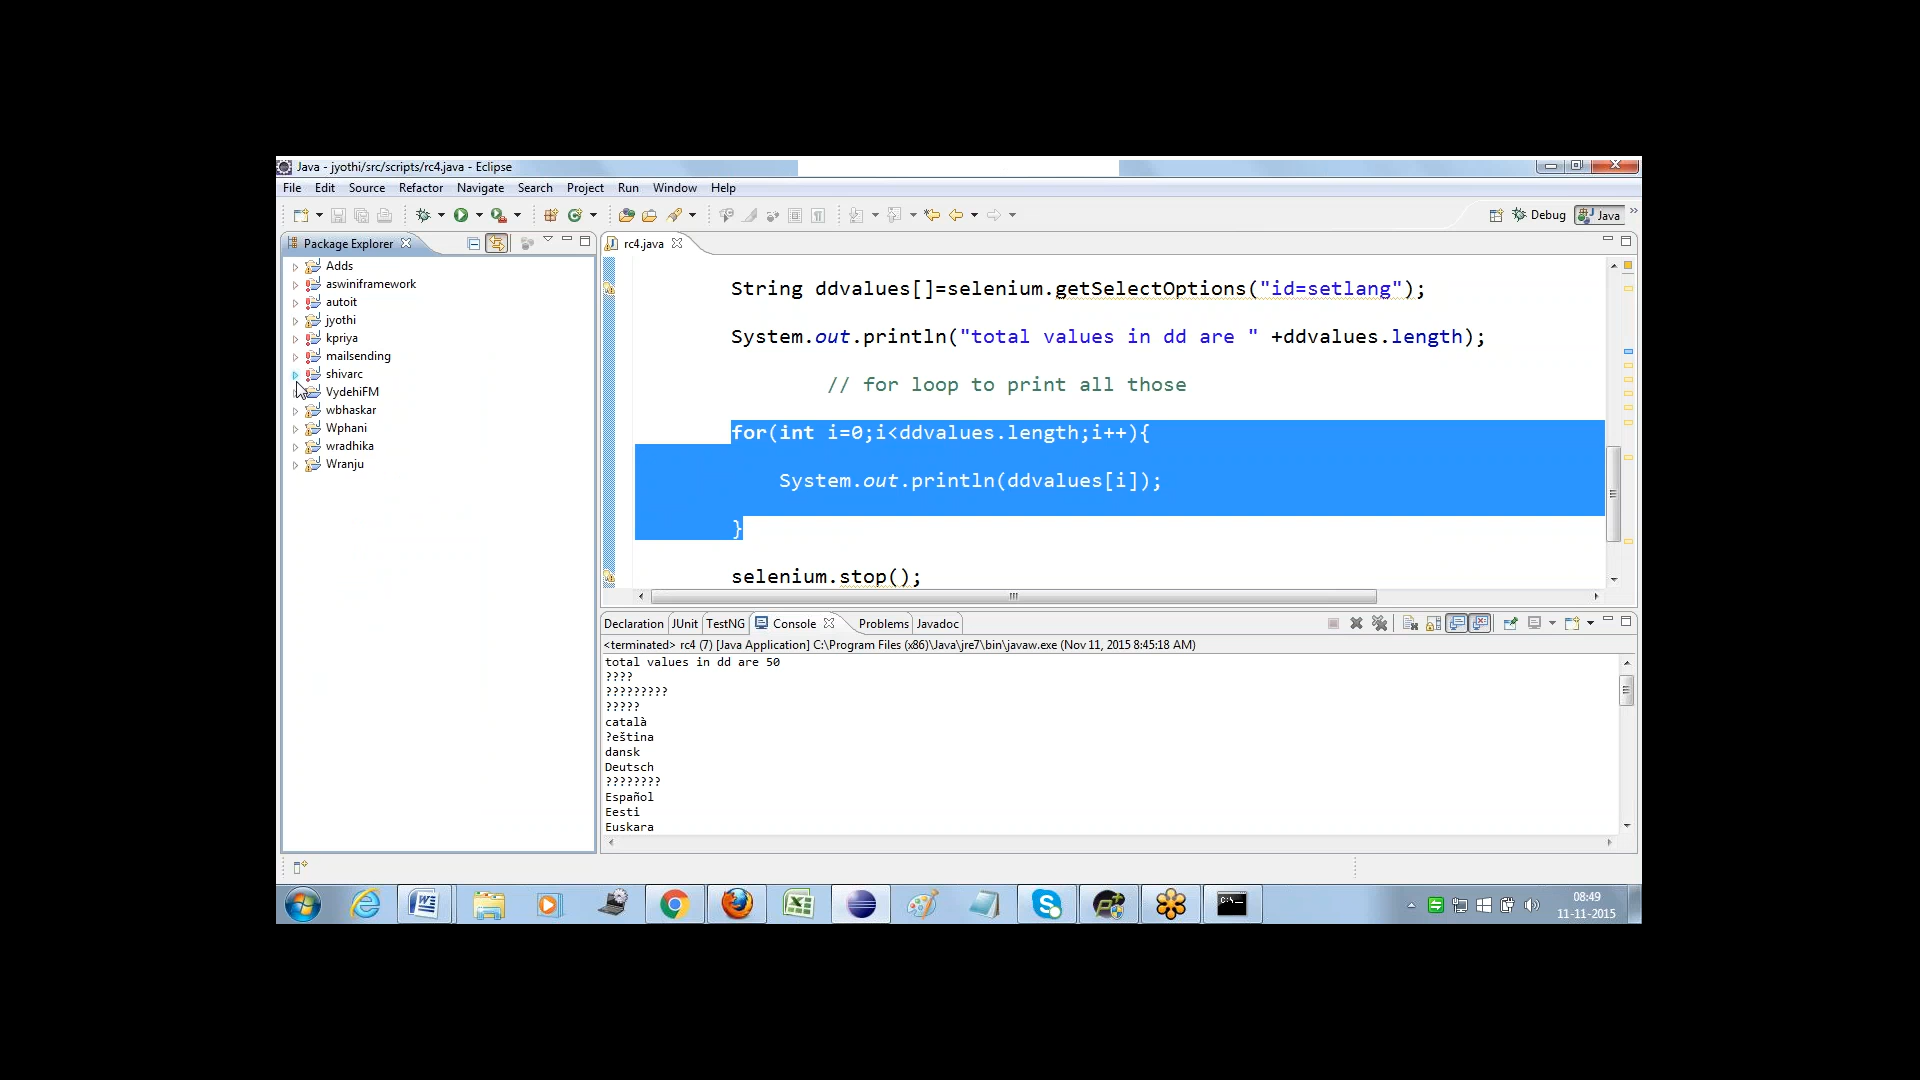 Java - jyothi/src/scripts/rc4.java - Eclipse
File Edit Source Refactor Navigate Search Project Run Window Help
Debug Java
Package Explorer
Adds
aswiniframework
autoit
jyothi
kpriya
mailsending
shivarc
VydehiFM
wbhaskar
Wphani
wradhika
Wranju
rc4.java
String ddvalues[]=selenium.getSelectOptions("id=setlang");
System.out.println("total values in dd are " +ddvalues.length);
// for loop to print all those
for(int i=0;i<ddvalues.length;i++){
System.out.println(ddvalues[i]);
}
selenium.stop();
Declaration JUnit TestNG Console Problems Javadoc
<terminated> rc4 (7) [Java Application] C:\Program Files (x86)\Java\jre7\bin\javaw.exe (Nov 11, 2015 8:45:18 AM)
total values in dd are 50
????
?????????
?????
català
?eština
dansk
Deutsch
????????
Español
Eesti
Euskara
08:49
11-11-2015